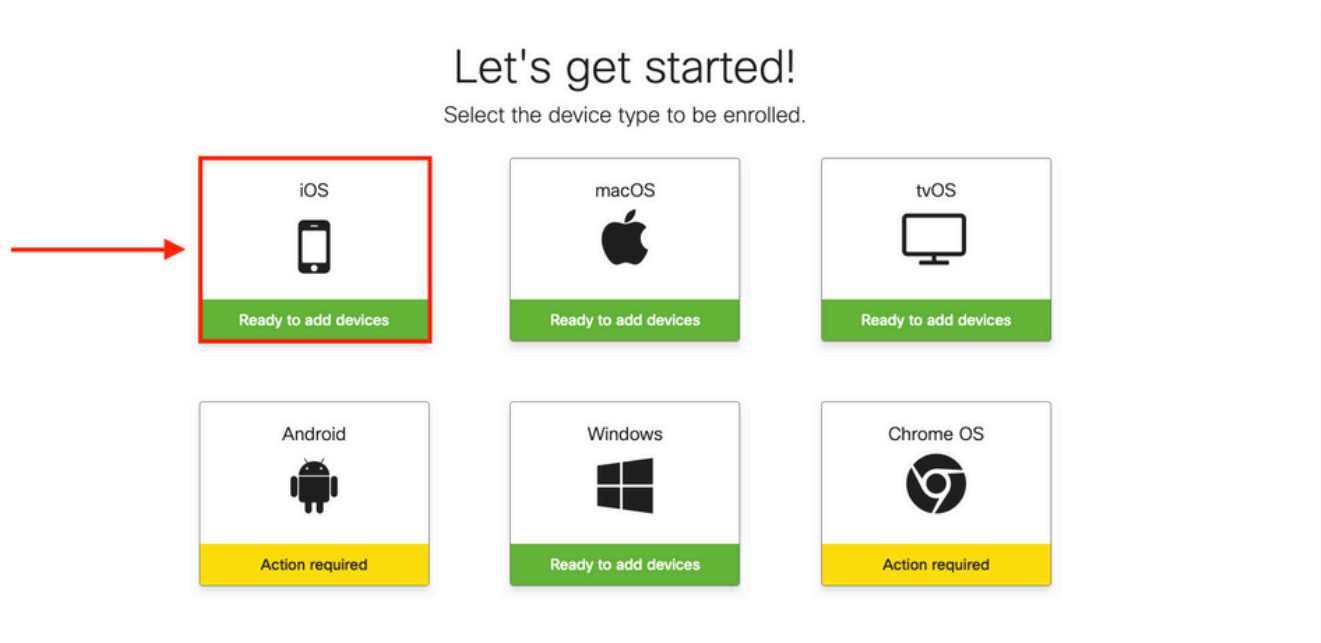 Let's get started!
Select the device type to be enrolled.
iOS
macOS
tvOS
Ready to add devices
Ready to add devices
Ready to add devices
Android
Windows
Chrome OS
Action required
Ready to add devices
Action required